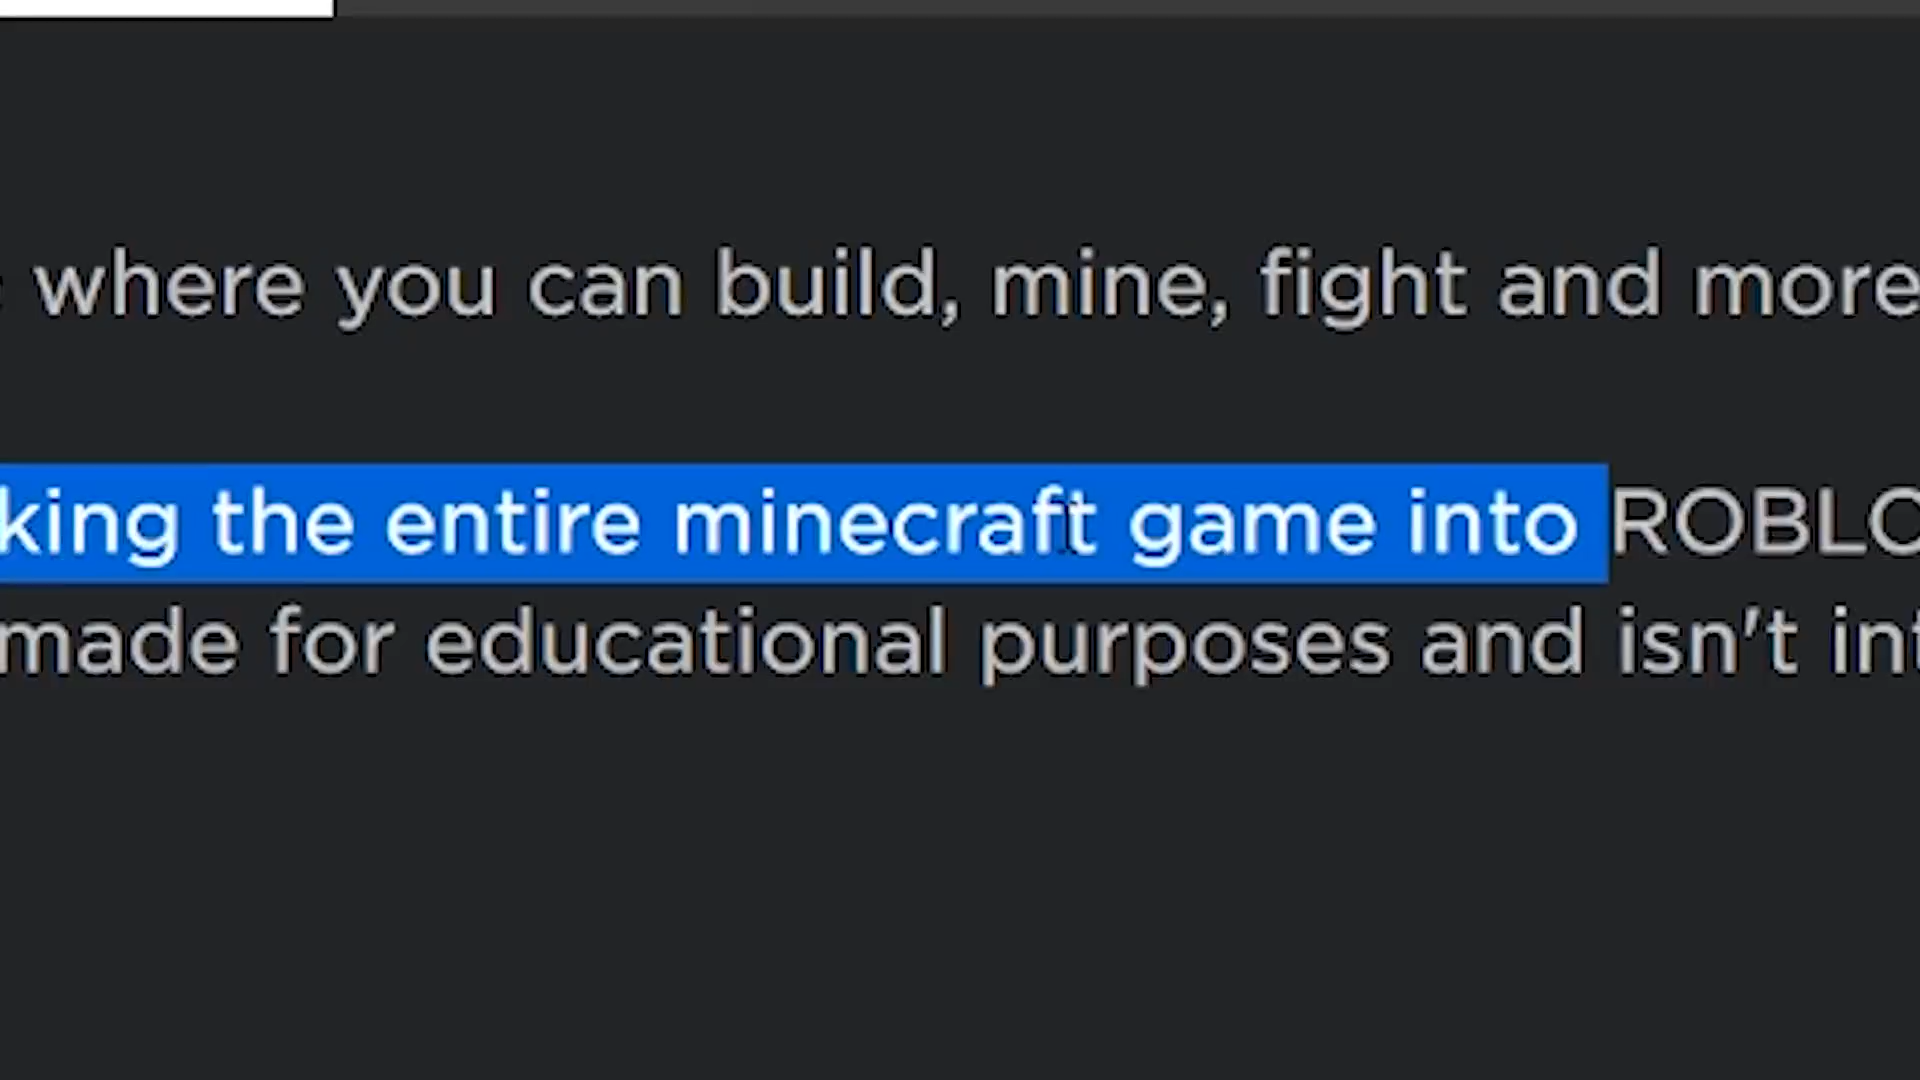 where you can build, mine, fight and more
king the entire minecraft game into ROBLO
made for educational purposes and isn't int